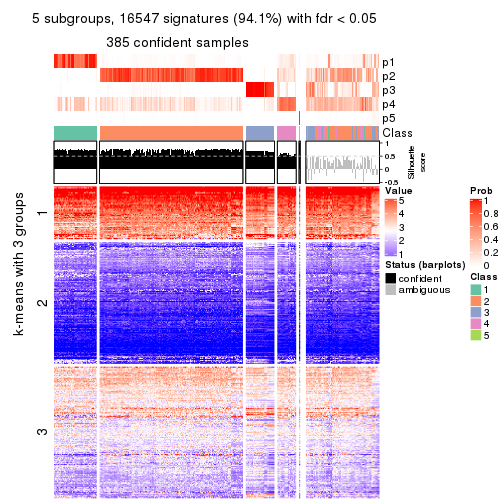 5 subgroups, 16547 signatures (94.1%) with fdr < 0.05
385 confident samples
p1
p2
p3
p4
p5
Class
1
0.5
0
-0.5
Silhouette
score
k-means with 3 groups
1
2
3
Value
5
4
3
2
1
Status (barplots)
confident
ambiguous
Prob
1
0.8
0.6
0.4
0.2
0
Class
1
2
3
4
5